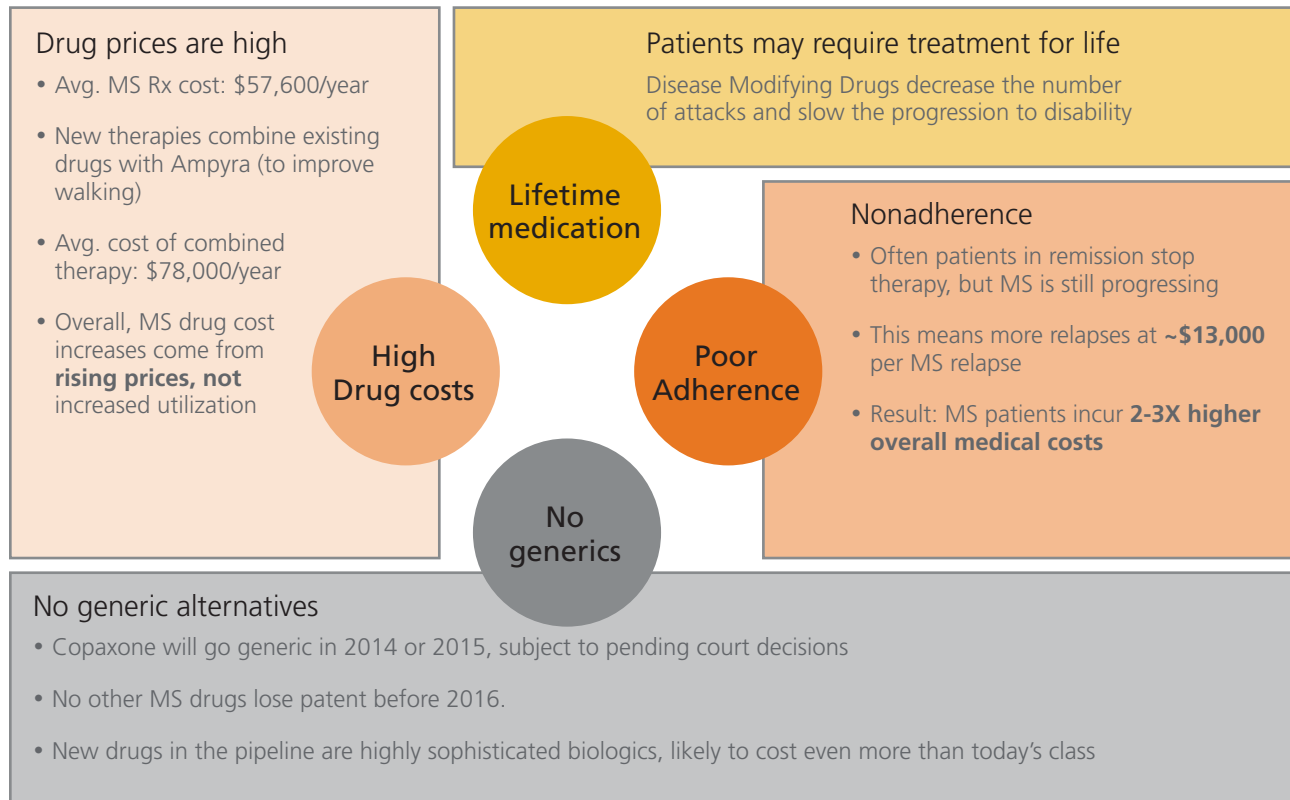 Drug prices are high
• Avg. MS Rx cost: $57,600/year
• New therapies combine existing
drugs with Ampyra (to improve
walking)
• Avg. cost of combined
therapy: $78,000/year
• Overall, MS drug cost
increases come from
rising prices, not
increased utilization
Patients may require treatment for life
Disease Modifying Drugs decrease the number
of attacks and slow the progression to disability
Lifetime
medication
High
Drug costs
Poor
Adherence
No
generics
Nonadherence
• Often patients in remission stop
therapy, but MS is still progressing
• This means more relapses at ~$13,000
per MS relapse
• Result: MS patients incur 2-3X higher
overall medical costs
No generic alternatives
• Copaxone will go generic in 2014 or 2015, subject to pending court decisions
• No other MS drugs lose patent before 2016.
• New drugs in the pipeline are highly sophisticated biologics, likely to cost even more than today’s class